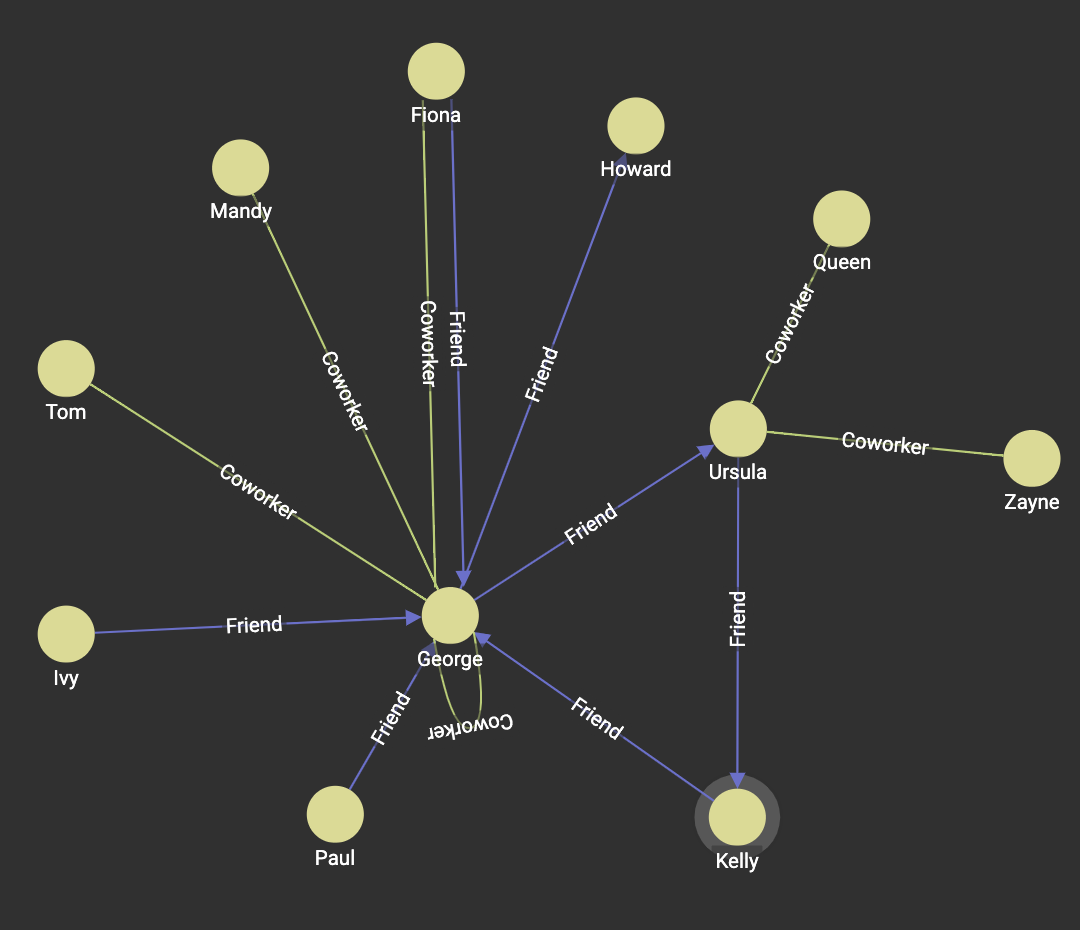 Fiona
Howard
Mandy
Queen
Coworker
Coworker
Friend
Coworker
Friend
Tom
Coworker
Ursula
Coworker
Zayne
Friend
Friend
Friend
Ivy
George
Friend
Friend
Coworker
Paul
Kelly